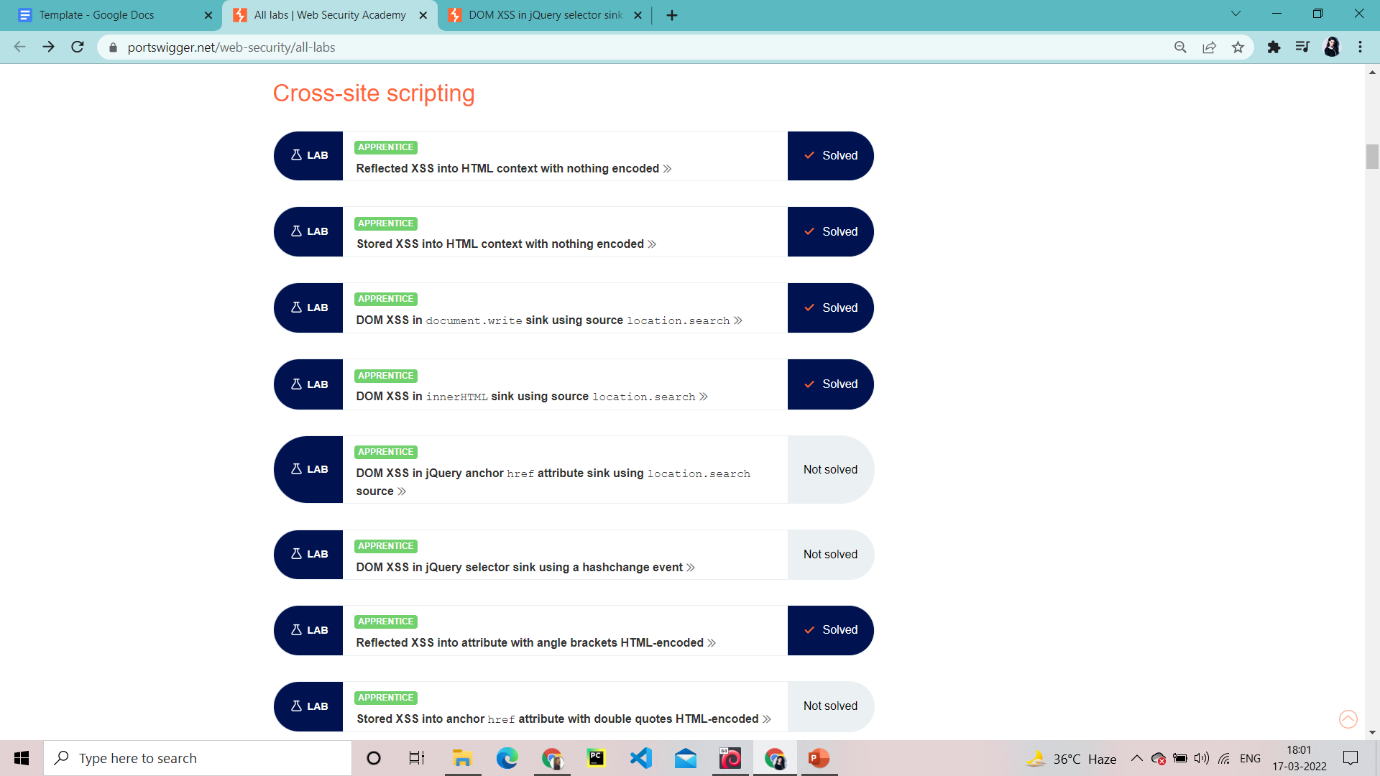 Template - Google Docs
All labs | Web Security Academy
DOM XSS in jQuery selector sink
portswigger.net/web-security/all-labs
Cross-site scripting
LAB
APPRENTICE
Reflected XSS into HTML context with nothing encoded
Solved
LAB
APPRENTICE
Stored XSS into HTML context with nothing encoded
Solved
LAB
APPRENTICE
DOM XSS in document.write sink using source location.search
Solved
LAB
APPRENTICE
DOM XSS in innerHTML sink using source location.search
Solved
LAB
APPRENTICE
DOM XSS in jQuery anchor href attribute sink using location.search
source
Not solved
LAB
APPRENTICE
DOM XSS in jQuery selector sink using a hashchange event
Not solved
LAB
APPRENTICE
Reflected XSS into attribute with angle brackets HTML-encoded
Solved
LAB
APPRENTICE
Stored XSS into anchor href attribute with double quotes HTML-encoded
Not solved
Type here to search
36°C Haze
ENG
18:01
17-03-2022